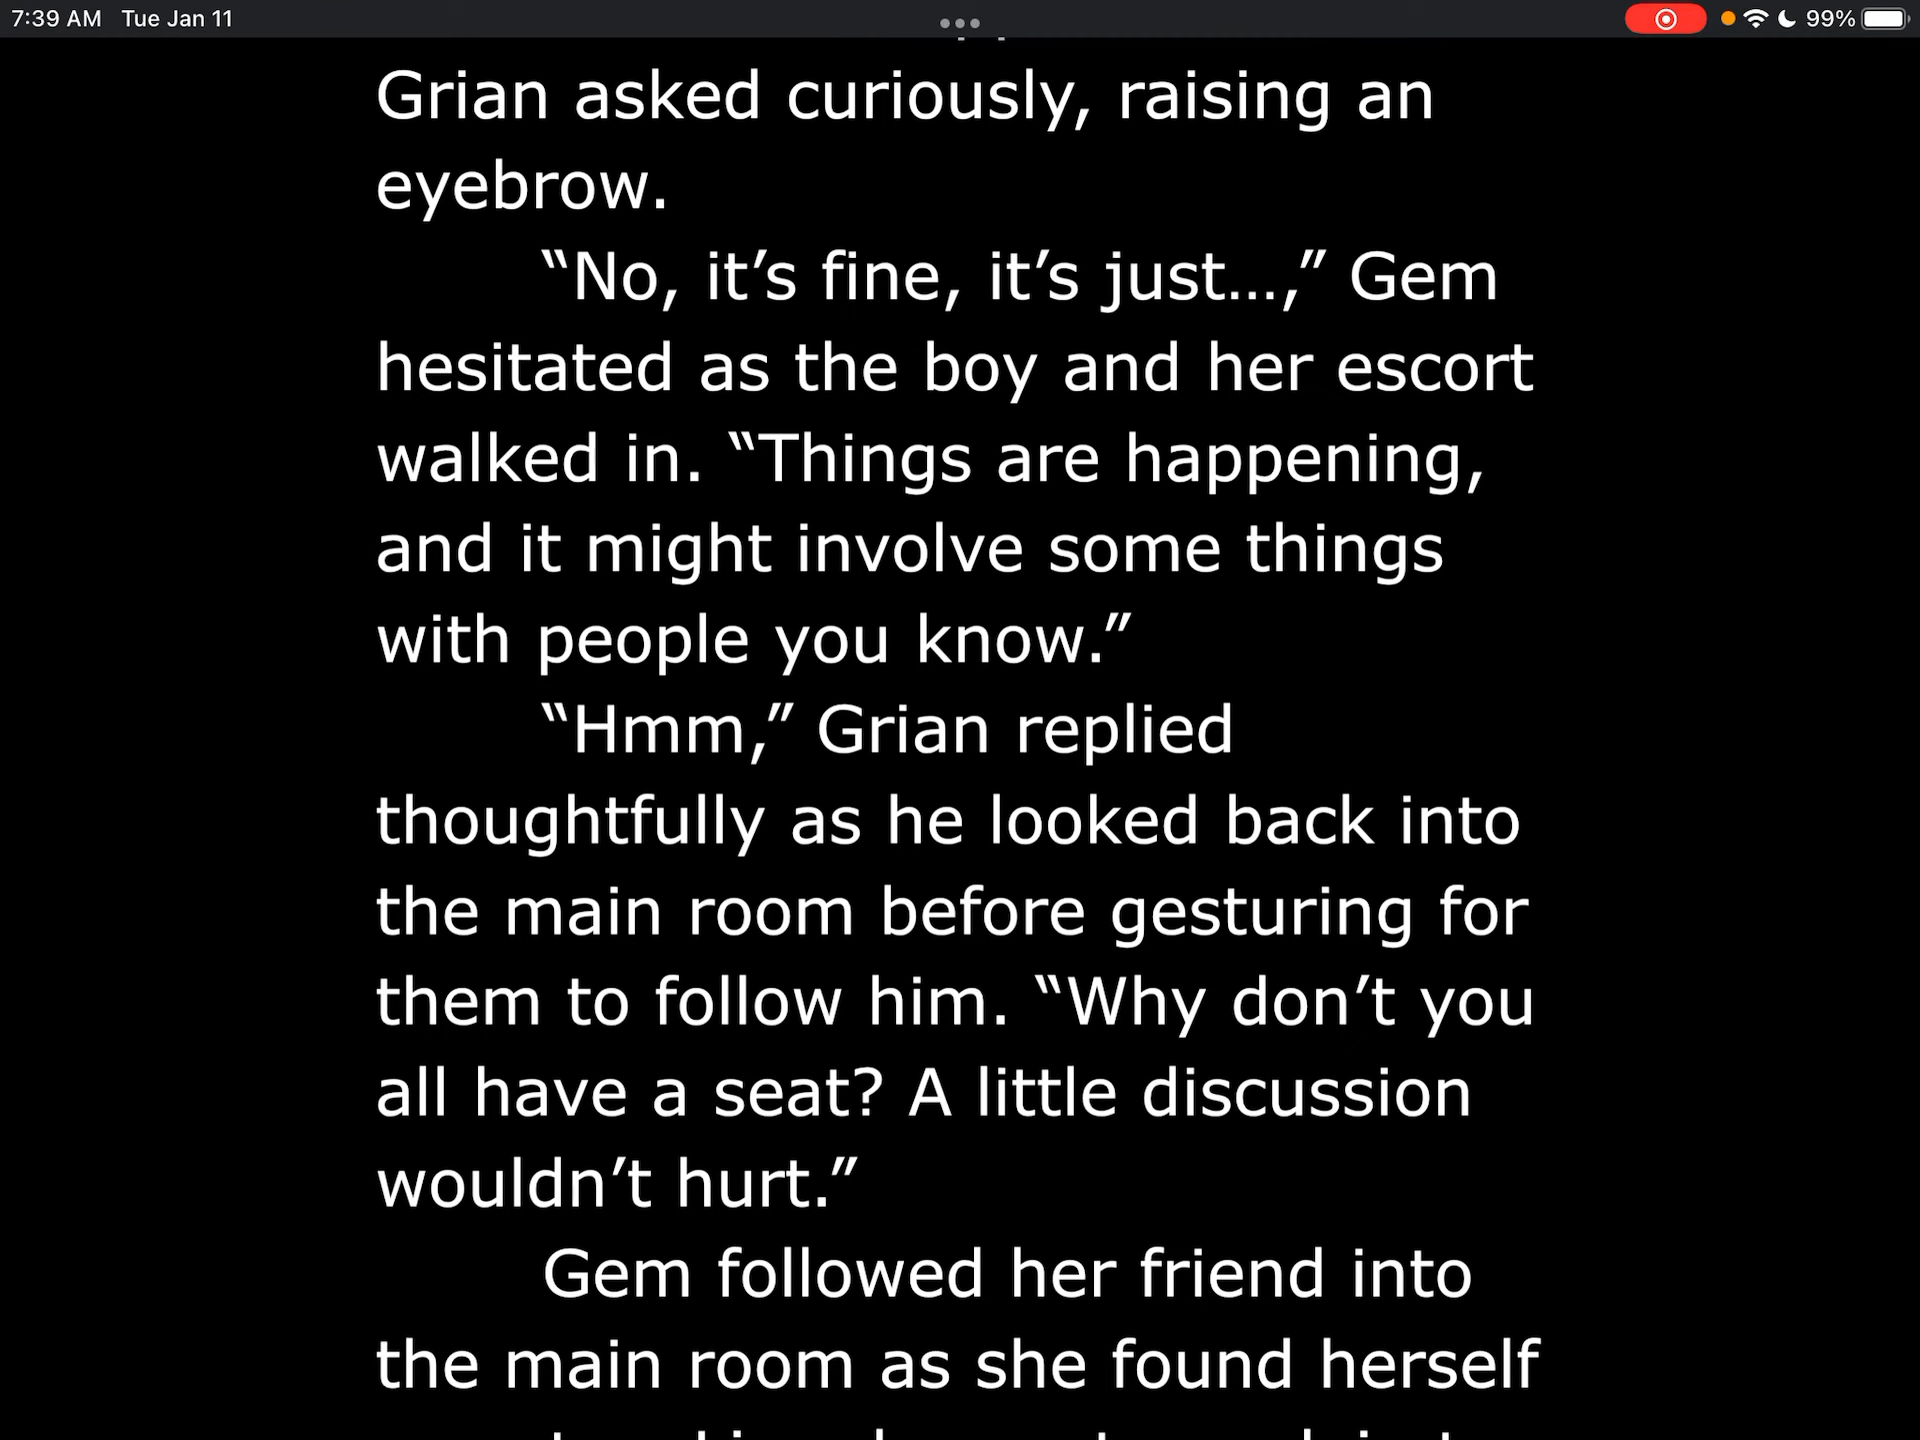 7:39 AM Tue Jan 11
99%
Grian asked curiously, raising an
eyebrow.
“No, it’s fine, it’s just…,” Gem
hesitated as the boy and her escort
walked in. “Things are happening,
and it might involve some things
with people you know.”
“Hmm,” Grian replied
thoughtfully as he looked back into
the main room before gesturing for
them to follow him. “Why don’t you
all have a seat? A little discussion
wouldn’t hurt.”
Gem followed her friend into
the main room as she found herself